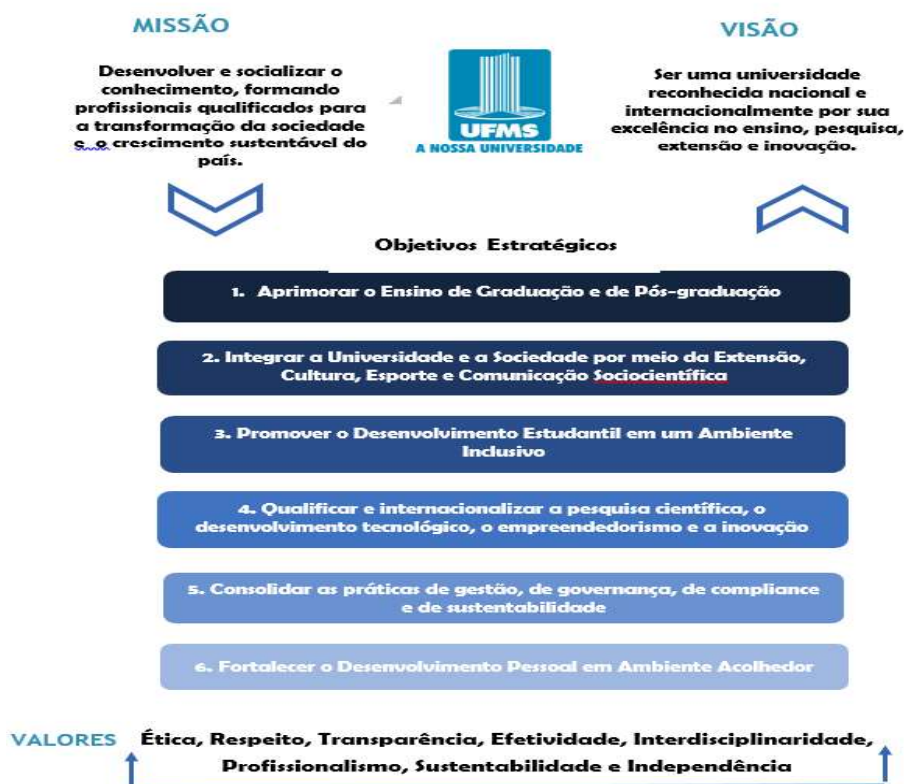 MISSÃO
Desenvolver e socializar o
conhecimento, formando
profissionais qualificados para
a transformação da sociedade
e o crescimento sustentável do
país.
UFMS
A NOSSA UNIVERSIDADE
VISÃO
Ser uma universidade
reconhecida nacional e
internacionalmente por sua
excelência no ensino, pesquisa,
extensão e inovação.
Objetivos Estratégicos
1. Aprimorar o Ensino de Graduação e de Pós-graduação
2. Integrar a Universidade e a Sociedade por meio da Extensão,
Cultura, Esporte e Comunicação Sociocientífica
3. Promover o Desenvolvimento Estudantil em um Ambiente
Inclusivo
4. Qualificar e internacionalizar a pesquisa científica, o
desenvolvimento tecnológico, o empreendedorismo e a inovação
5. Consolidar as práticas de gestão, de governança, de compliance
e de sustentabilidade
6. Fortalecer o Desenvolvimento Pessoal em Ambiente Acolhedor
VALORES Ética, Respeito, Transparência, Efetividade, Interdisciplinaridade,
Profissionalismo, Sustentabilidade e Independência